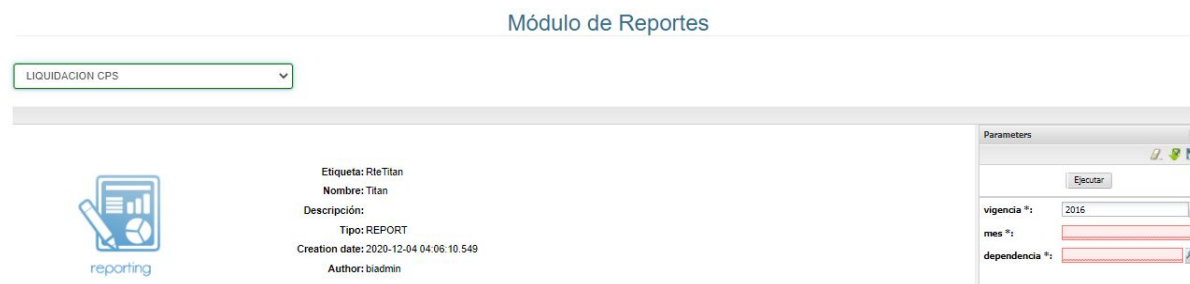 Módulo de Reportes
LIQUIDACION CPS
Parameters
Ejecutar
vigencia *: 2016
mes *:
dependencia *:
reporting
Etiqueta: RteTitan
Nombre: Titan
Descripción:
Tipo: REPORT
Creation date: 2020-12-04 04:06:10.549
Author: biadmin